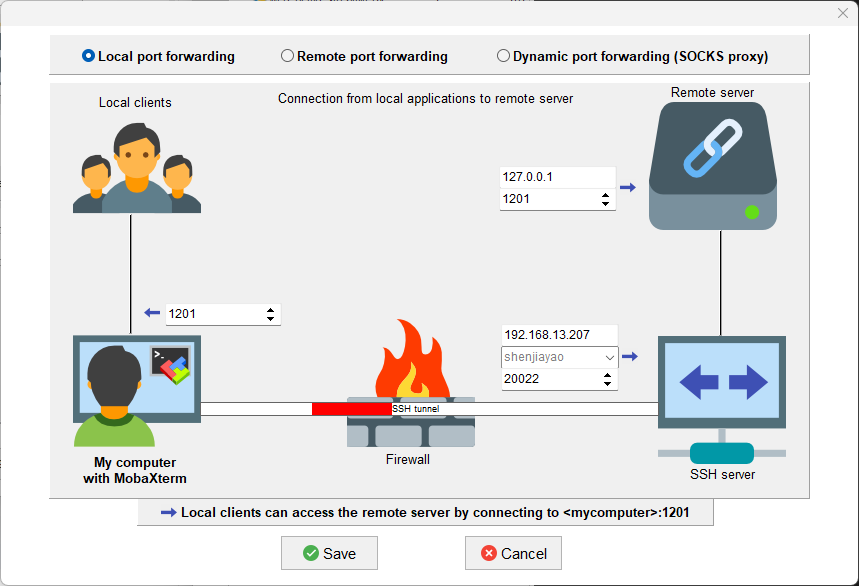 Local port forwarding
Remote port forwarding
Dynamic port forwarding (SOCKS proxy)
Local clients
Connection from local applications to remote server
Remote server
127.0.0.1
1201
1201
192.168.13.207
shenjiayao
20022
SSH tunnel
Firewall
My computer
with MobaXterm
SSH server
Local clients can access the remote server by connecting to <mycomputer>:1201
Save
Cancel